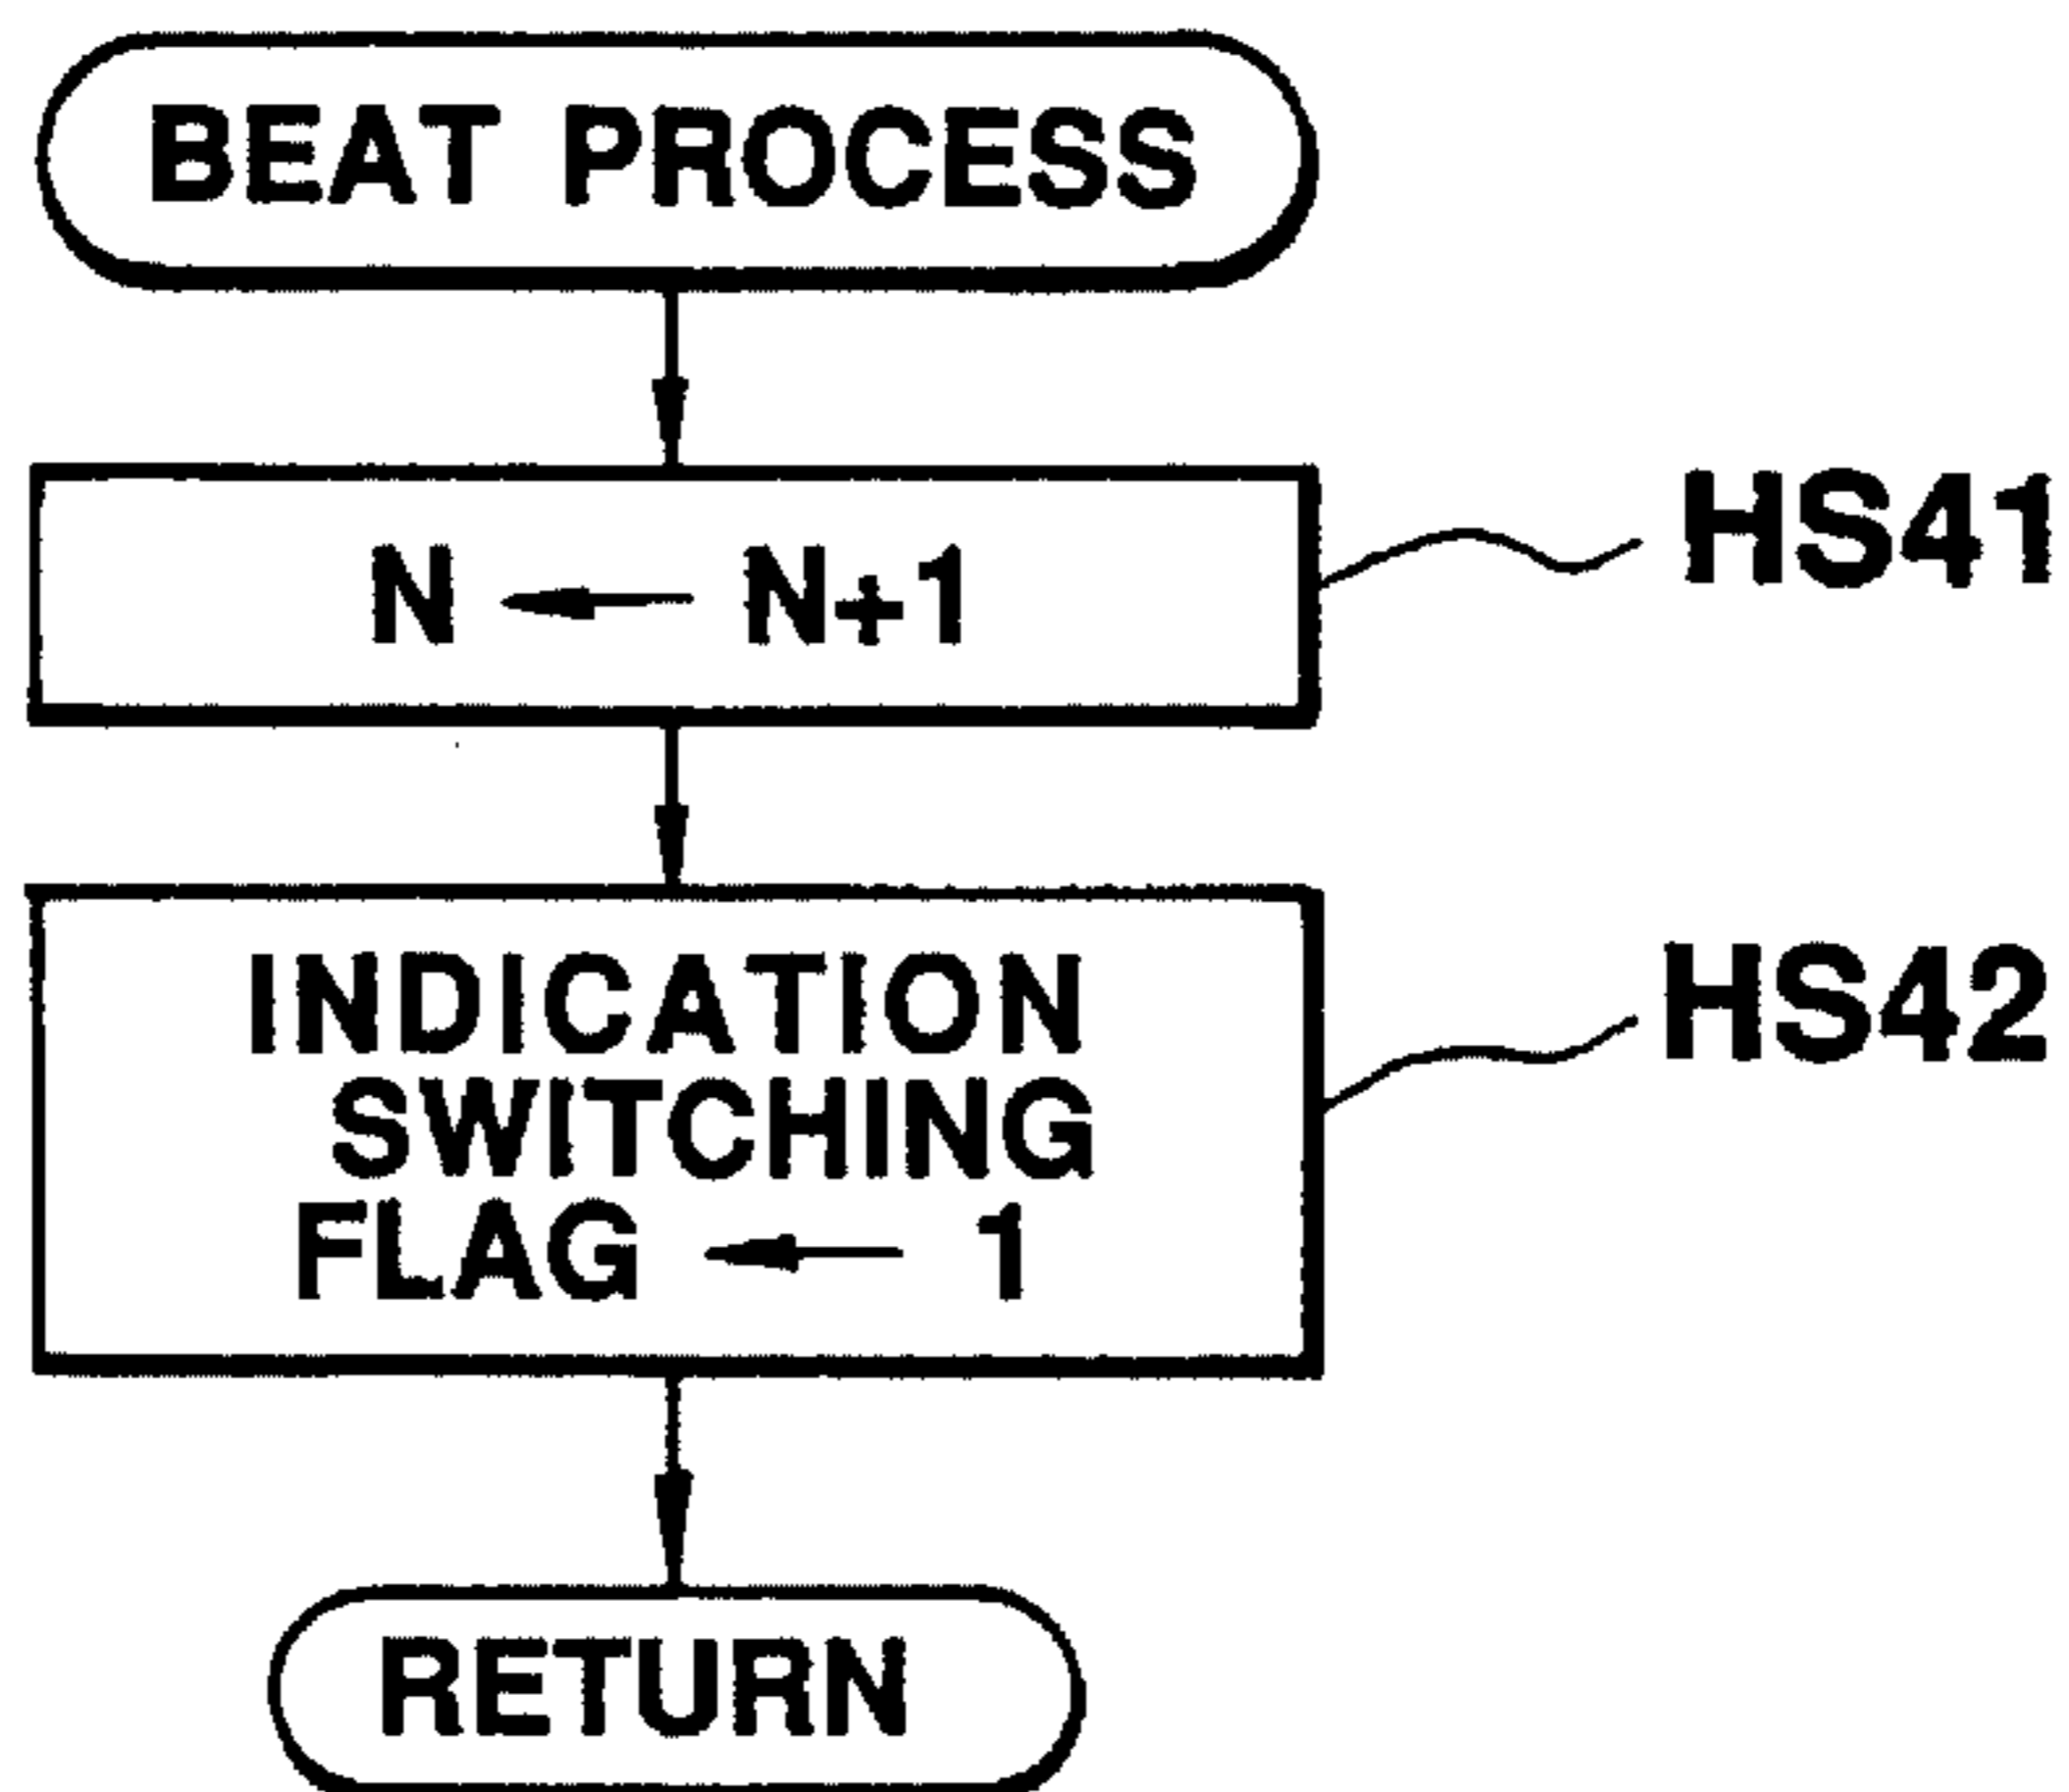 BEAT PROCESS
N ← N+1
HS41
INDICATION
SWITCHING
FLAG ← 1
HS42
RETURN